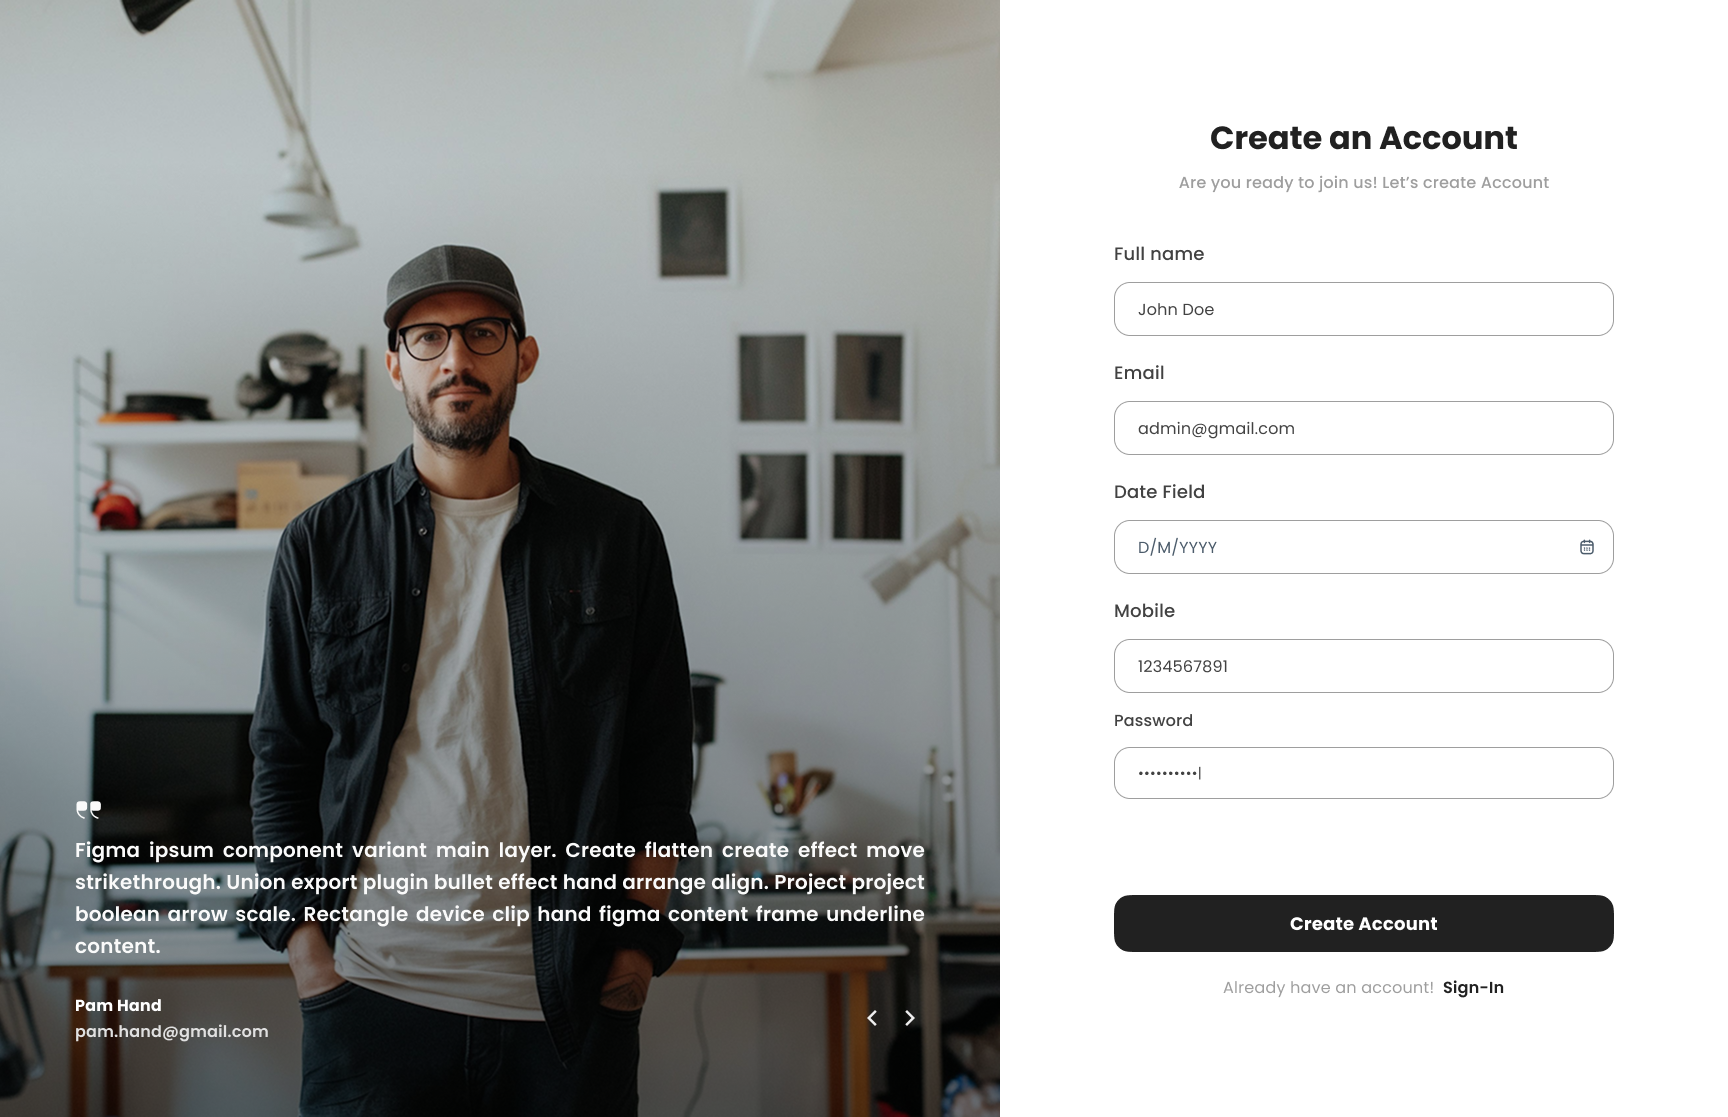 Figma ipsum component variant main layer. Create flatten create effect move
strikethrough. Union export plugin bullet effect hand arrange align. Project project
boolean arrow scale. Rectangle device clip hand figma content frame underline
content.
Pam Hand
pam.hand@gmail.com
Create an Account
Are you ready to join us! Let’s create Account
Full name
John Doe
Email
admin@gmail.com
Date Field
D/M/YYYY
Mobile
1234567891
Password
••••••••••|
Create Account
Already have an account! Sign-In